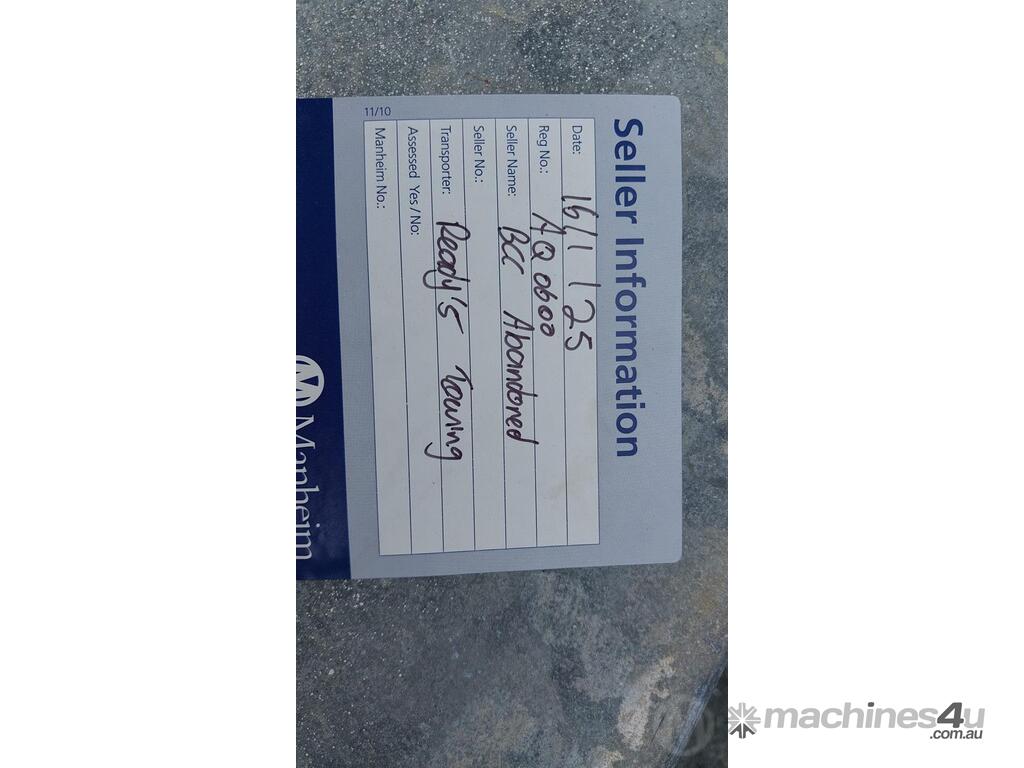 Seller Information
Date: 16/1/25
Reg No.: AQ0600
Seller Name: BCC Abandoned
Seller No.:
Transporter: Ready's Towing
Assessed Yes / No:
Manheim No.:
11/10
Manheim
machines4u
.com.au